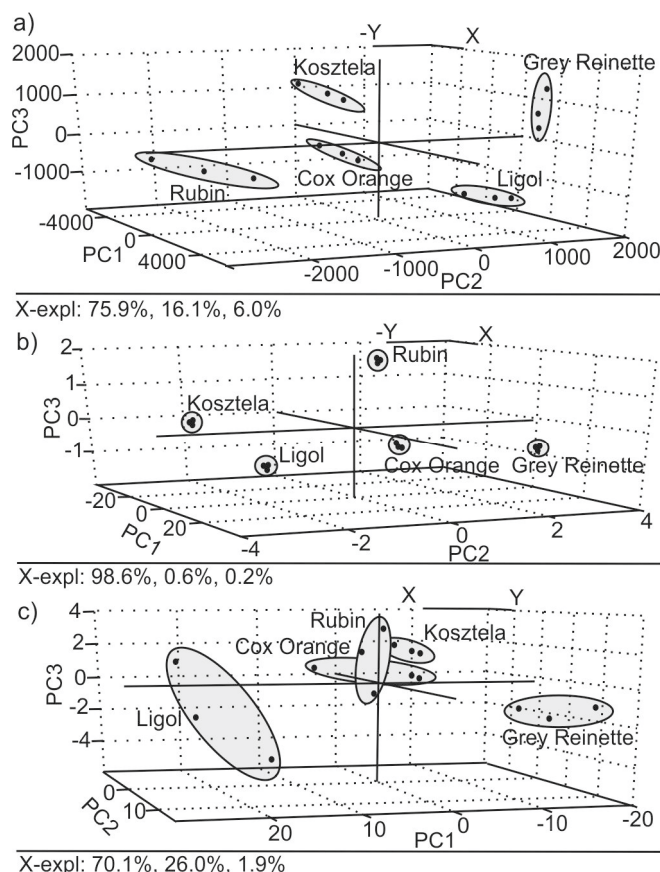 a)
-Y X
2000
1000
0
-1000
PC3
Kosztela
Grey Reinette
Rubin
Cox Orange
Ligol
-4000
0
4000
PC1
-2000
-1000
0
1000
2000
PC2
X-expl: 75.9%, 16.1%, 6.0%
b)
-Y X
2
1
0
-1
PC3
Rubin
Kosztela
Ligol
Cox Orange Grey Reinette
-20
0
20
PC1
-4
-2
0
2
4
PC2
X-expl: 98.6%, 0.6%, 0.2%
c)
X Y
4
2
0
-2
-4
PC3
Rubin
Kosztela
Cox Orange
Ligol
Grey Reinette
0
10
PC2
20
10
0
-10
-20
PC1
X-expl: 70.1%, 26.0%, 1.9%